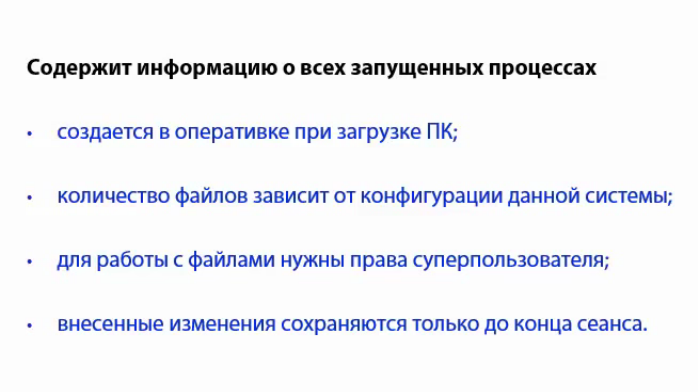 Содержит информацию о всех запущенных процессах
• создается в оперативке при загрузке ПК;
• количество файлов зависит от конфигурации данной системы;
• для работы с файлами нужны права суперпользователя;
• внесенные изменения сохраняются только до конца сеанса.